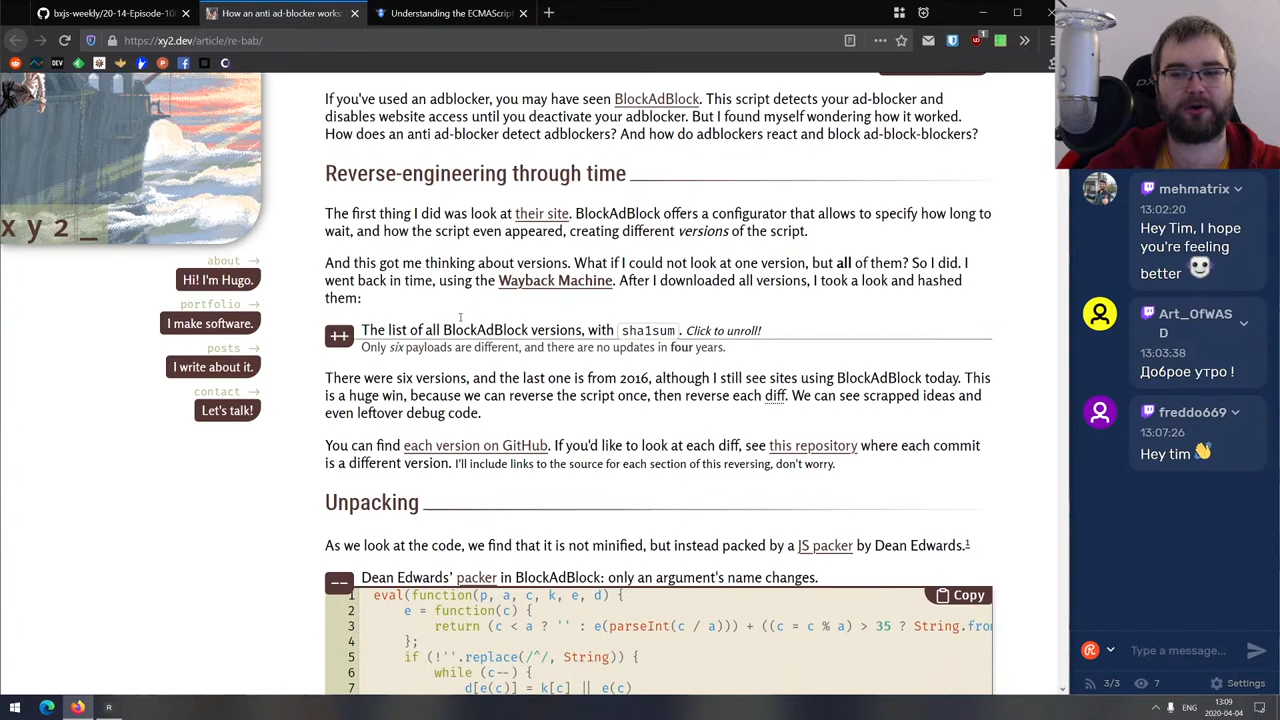 bxjs-weekly/20-14-Episode-108
How an anti ad-blocker works:
Understanding the ECMAScript
https://xy2.dev/article/re-bab/
If you've used an adblocker, you may have seen BlockAdBlock. This script detects your ad-blocker and
disables website access until you deactivate your adblocker. But I found myself wondering how it worked.
How does an anti ad-blocker detect adblockers? And how do adblockers react and block ad-block-blockers?
Reverse-engineering through time
The first thing I did was look at their site. BlockAdBlock offers a configurator that allows to specify how long to
wait, and how the script even appeared, creating different versions of the script.
And this got me thinking about versions. What if I could not look at one version, but all of them? So I did. I
went back in time, using the Wayback Machine. After I downloaded all versions, I took a look and hashed
them:
++ The list of all BlockAdBlock versions, with sha1sum. Click to unroll!
Only six payloads are different, and there are no updates in four years.
There were six versions, and the last one is from 2016, although I still see sites using BlockAdBlock today. This
is a huge win, because we can reverse the script once, then reverse each diff. We can see scrapped ideas and
even leftover debug code.
You can find each version on GitHub. If you'd like to look at each diff, see this repository where each commit
is a different version. I'll include links to the source for each section of this reversing, don't worry.
Unpacking
As we look at the code, we find that it is not minified, but instead packed by a JS packer by Dean Edwards.1
-- Dean Edwards' packer in BlockAdBlock: only an argument's name changes.
Copy
1 eval(function(p, a, c, k, e, d) {
2 e = function(c) {
3 return (c < a ? '' : e(parseInt(c / a))) + ((c = c % a) > 35 ? String.fro
4 };
5 if (!''.replace(/^/, String)) {
6 while (c--) {
7 d[e(c)] = k[c] || e(c)
xy2_
about →
Hi! I'm Hugo.
portfolio →
I make software.
posts →
I write about it.
contact →
Let's talk!
mehmatrix
13:02:20
Hey Tim, I hope
you're feeling
better
Art_OfWAS
D
13:03:38
Доброе утро !
freddo669
13:07:26
Hey tim
Type a message...
3/3
7
Settings
ENG
13:09
2020-04-04